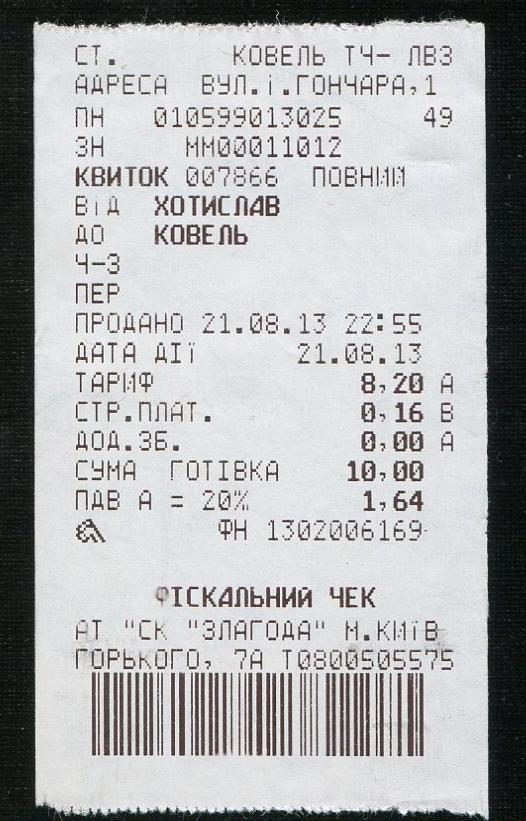 СТ. КОВЕЛЬ ТЧ- ЛВЗ
АДРЕСА ВУЛ.І.ГОНЧАРА,1
ПН 010599013025 49
ЗН ММ00011012
КВИТОК 007866 ПОВНИЙ
ВІД ХОТИСЛАВ
ДО КОВЕЛЬ
Ч-З
ПЕР
ПРОДАНО 21.08.13 22:55
ДАТА ДІЇ 21.08.13
ТАРИФ 8,20 А
СТР.ПЛАТ. 0,16 В
ДОД.ЗБ. 0,00 А
СУМА ГОТІВКА 10,00
ПДВ А = 20% 1,64
ФН 1302006169
ФІСКАЛЬНИЙ ЧЕК
АТ "СК "ЗЛАГОДА" М.КИЇВ
ГОРЬКОГО, 7А Т0800505575